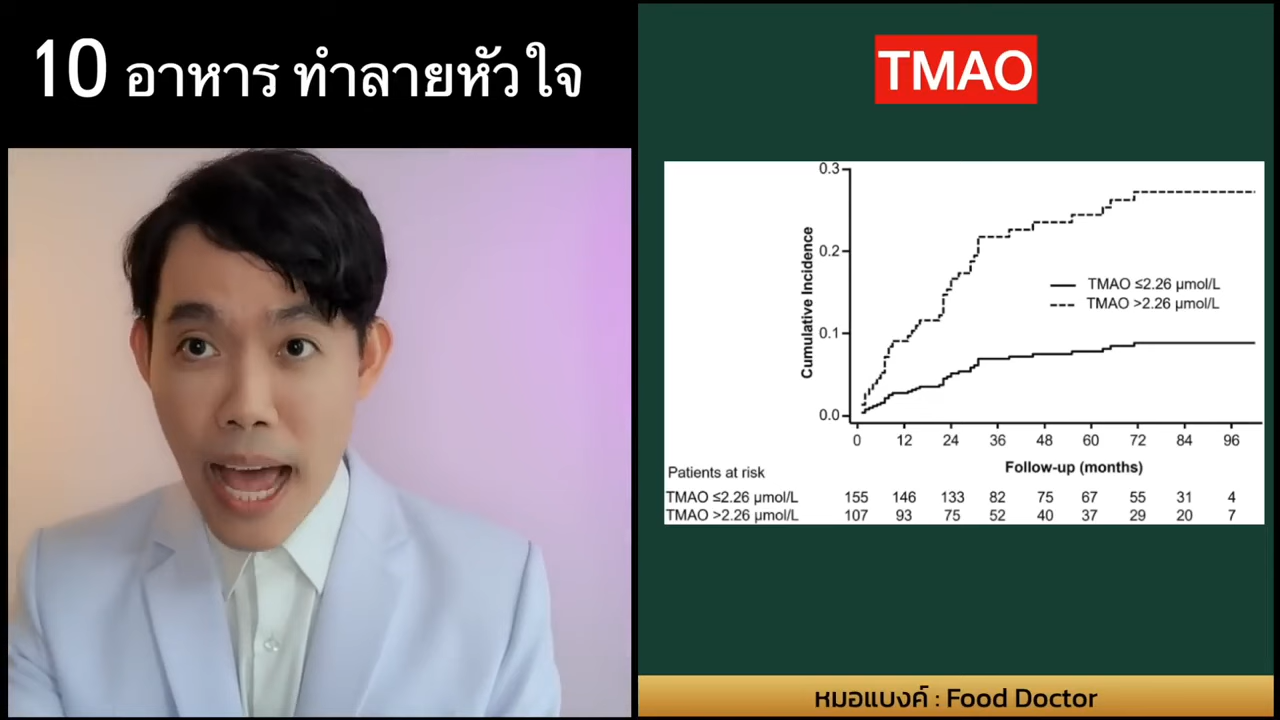 10 อาหาร ทำลายหัวใจ
TMAO
0.3
0.2
0.1
0.0
Cumulative Incidence
TMAO ≤2.26 µmol/L
TMAO >2.26 µmol/L
0 12 24 36 48 60 72 84 96
Follow-up (months)
Patients at risk
TMAO ≤2.26 µmol/L 155 146 133 82 75 67 55 31 4
TMAO >2.26 µmol/L 107 93 75 52 40 37 29 20 7
หมอแบงค์ : Food Doctor